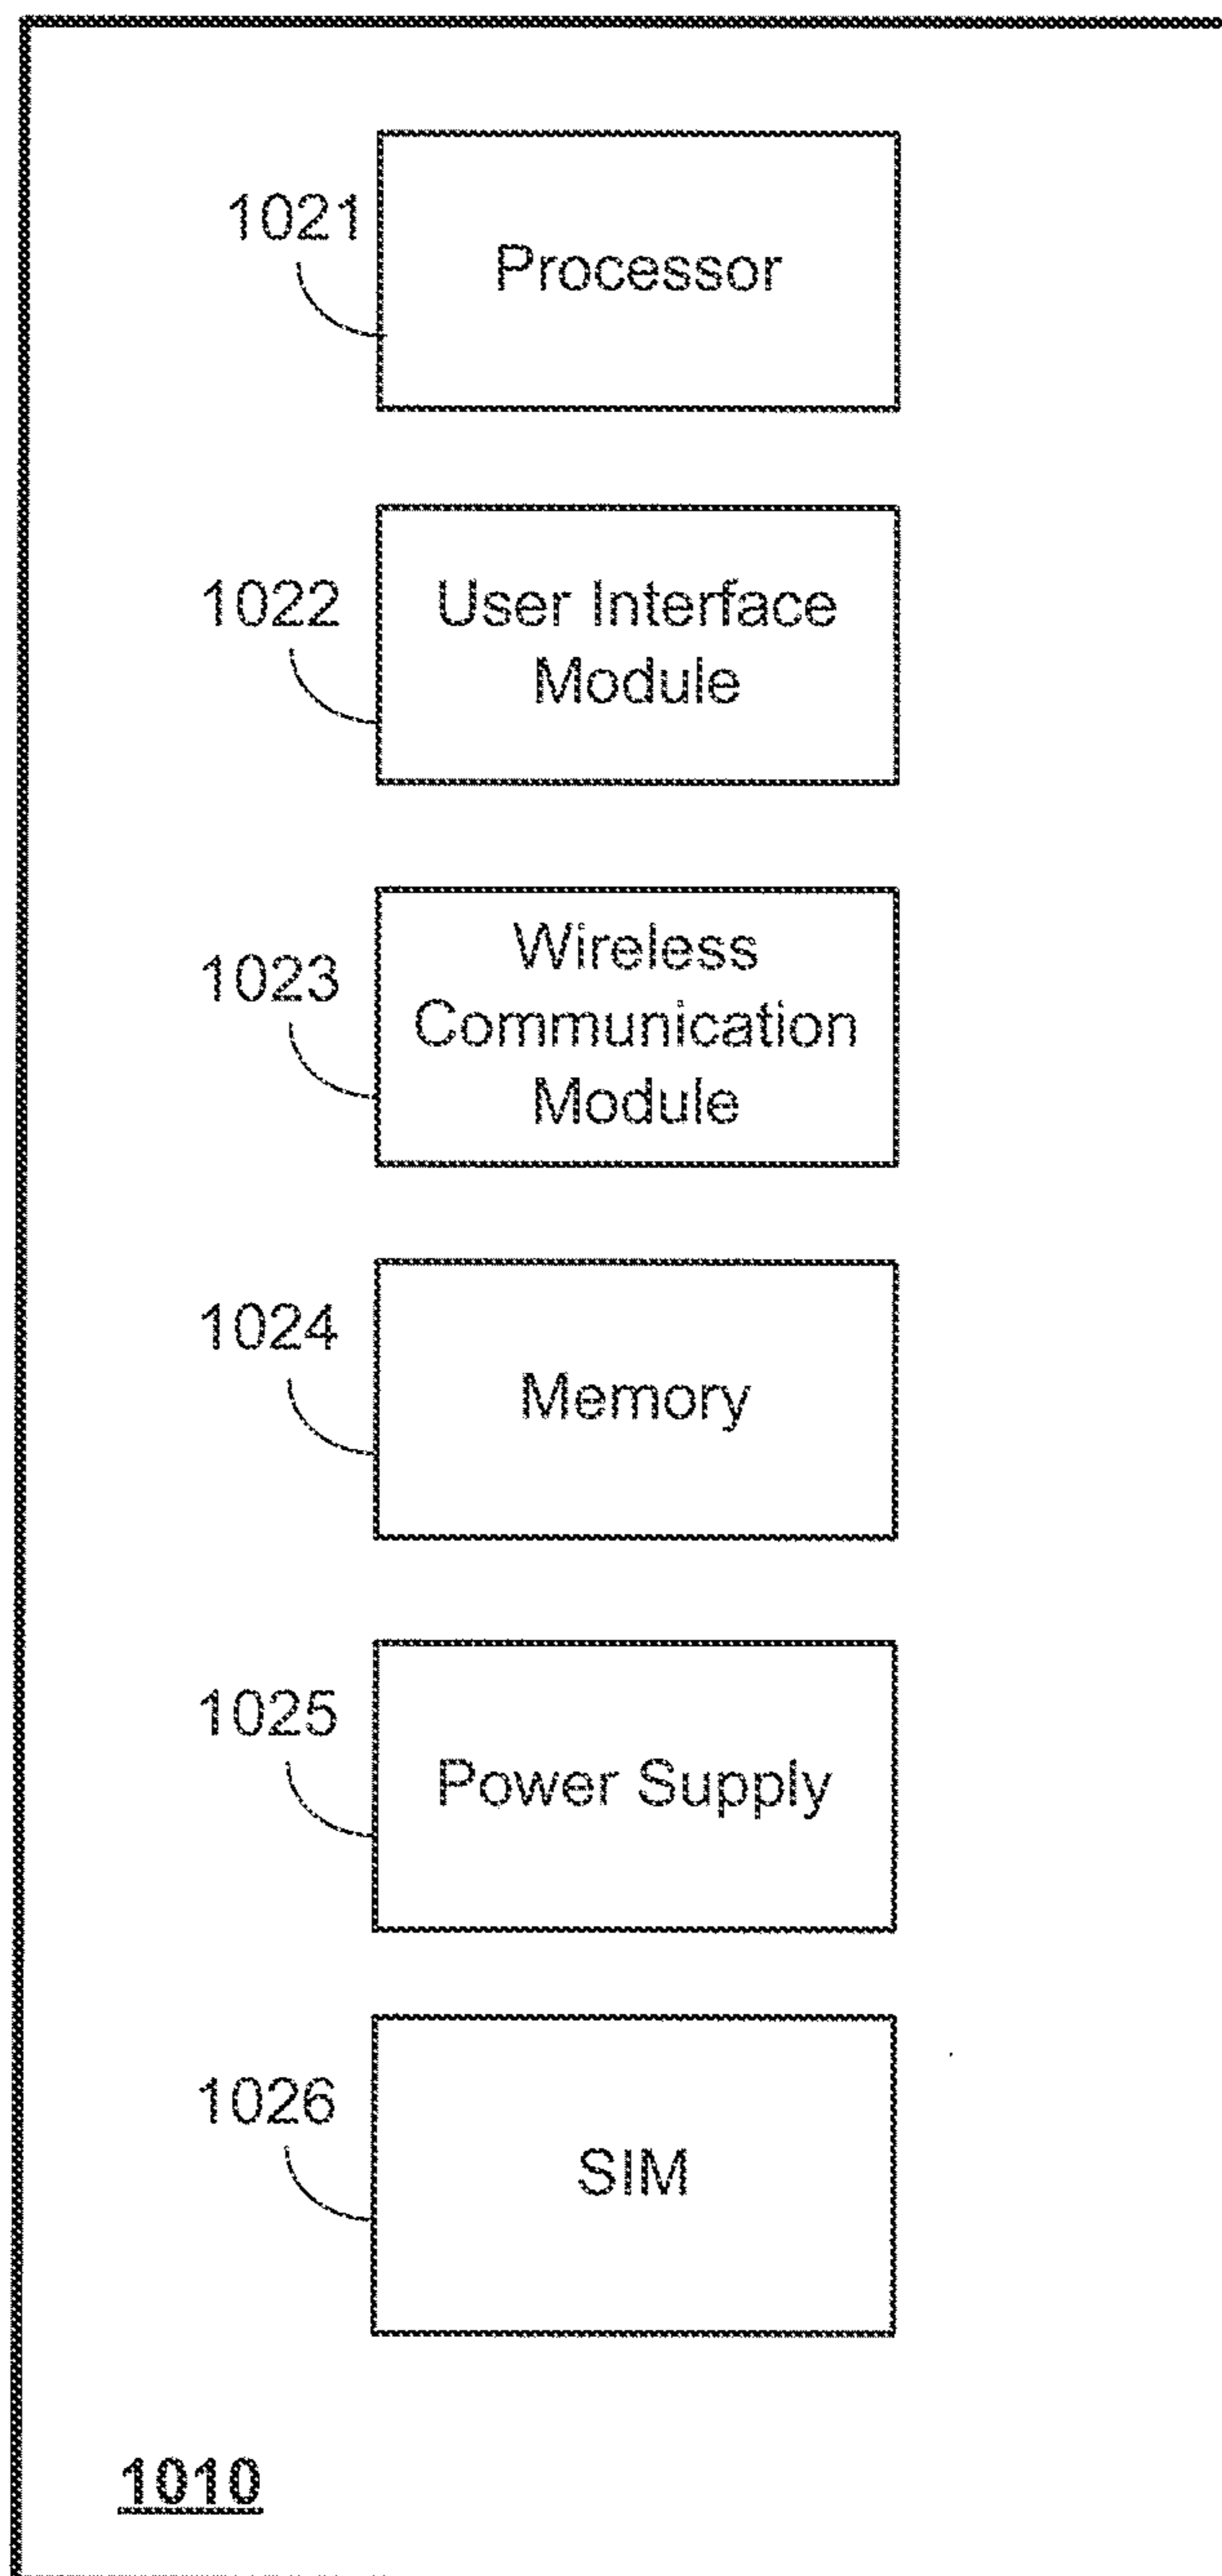 1021
Processor
1022
User Interface
Module
1023
Wireless
Communication
Module
1024
Memory
1025
Power Supply
1026
SIM
1010